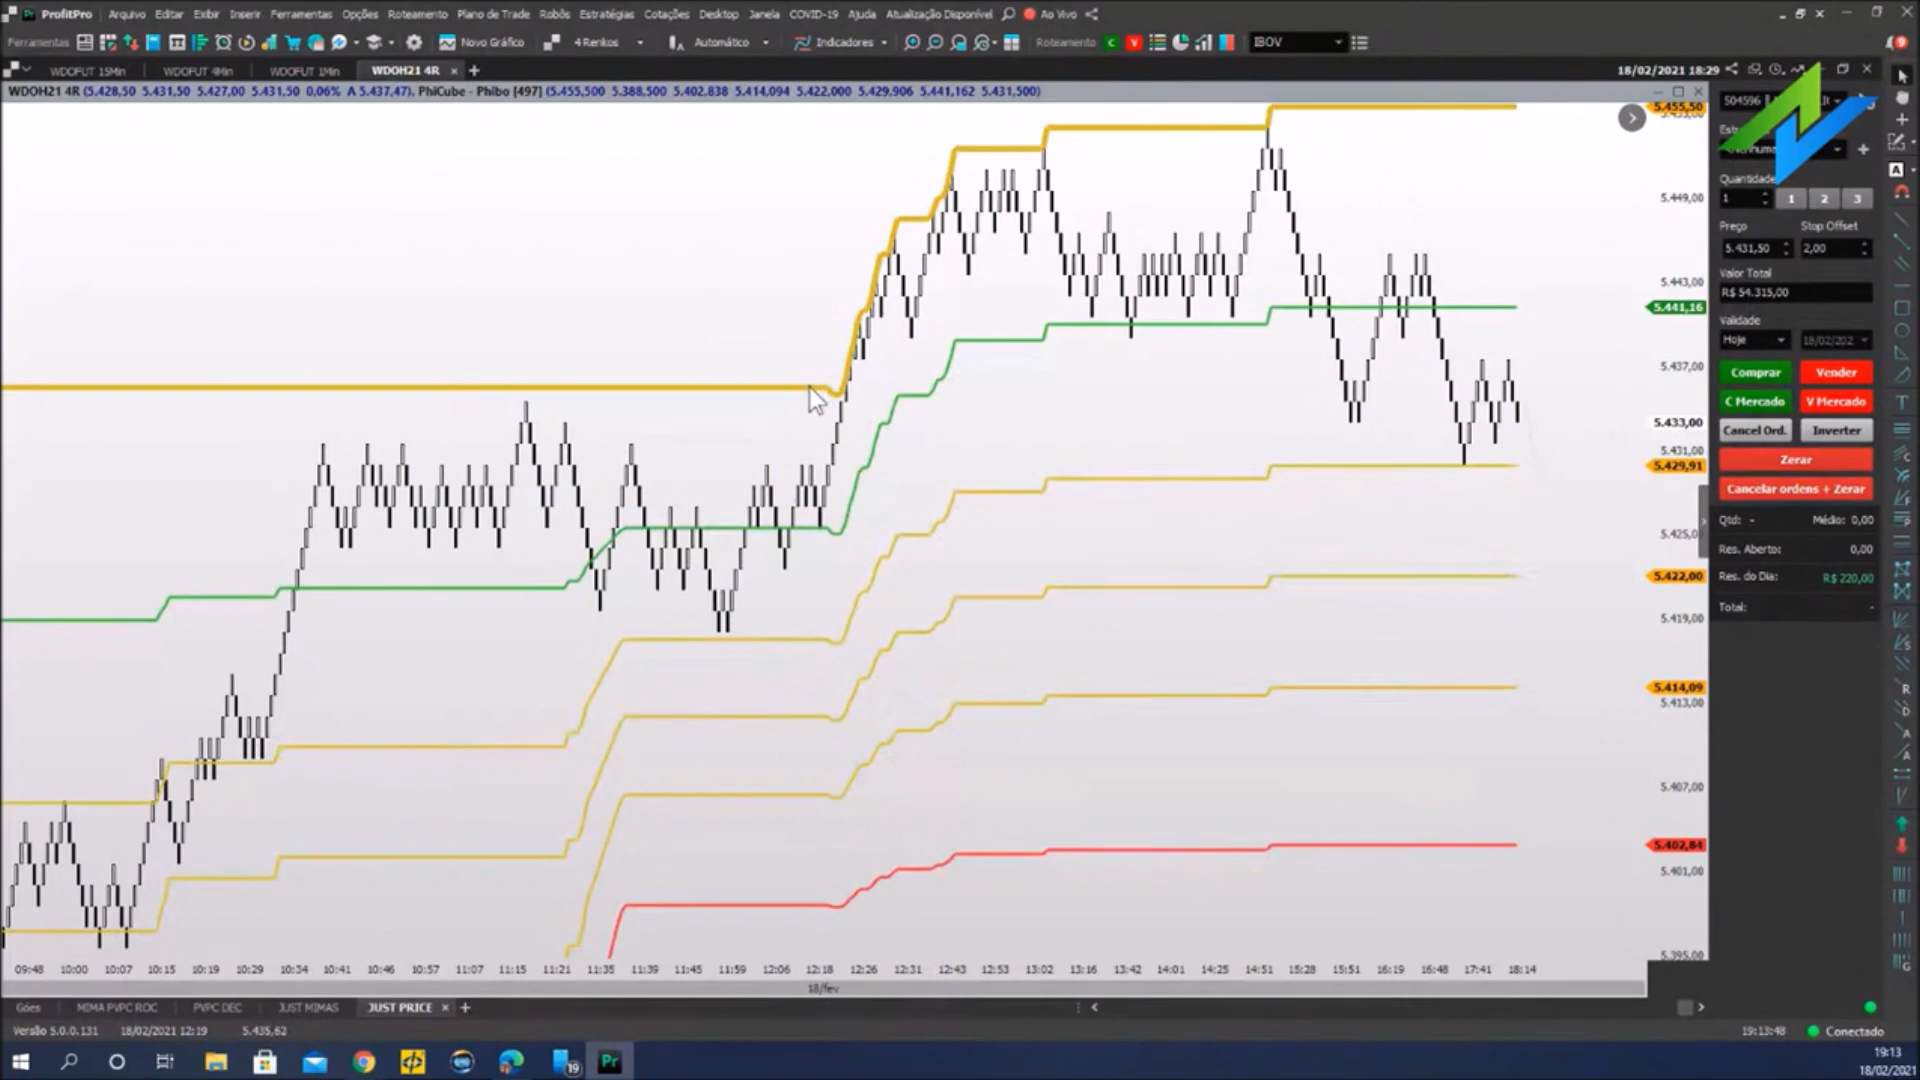 ProfitPro Arquivo Editar Exibir Inserir Ferramentas Opções Roteamento Plano de Trade Robôs Estratégias Cotações Desktop Janela COVID-19 Ajuda Atualização Disponível Ao Vivo
Ferramentas Novo Gráfico 4 Renkos Automático Indicadores Roteamento C V IBOV
WDOFUT 15Min WDOFUT 4Min WDOFUT 1Min WDOH21 4R × + 18/02/2021 18:29
WDOH21 4R (5.428,50 5.431,50 5.427,00 5.431,50 0,06% A 5.437,47), PhiCube - Phibo [497] (5.455,500 5.388,500 5.402,838 5.414,094 5.422,000 5.429,906 5.441,162 5.431,500)
5.455,50
5.449,00
5.443,00
5.441,16
5.437,00
5.433,00
5.431,00
5.429,91
5.425,00
5.422,00
5.419,00
5.414,09
5.413,00
5.407,00
5.402,84
5.401,00
5.395,00
504596
Quantidade
1 1 2 3
Preço Stop Offset
5.431,50 2,00
Valor Total
R$ 54.315,00
Validade
Hoje 18/02/202
Comprar Vender
C Mercado V Mercado
Cancel Ord. Inverter
Zerar
Cancelar ordens + Zerar
Qtd: - Médio: 0,00
Res. Aberto: 0,00
Res. do Dia: R$ 220,00
Total: -
09:48 10:00 10:07 10:15 10:19 10:29 10:34 10:41 10:46 10:57 11:07 11:15 11:21 11:35 11:39 11:45 11:59 12:06 12:18 12:26 12:31 12:43 12:53 13:02 13:16 13:42 14:01 14:25 14:51 15:28 15:51 16:19 16:48 17:41 18:14
18/fev
Góes MIMA PVPC ROC PVPC DEC JUST MIMAS JUST PRICE × +
Versão 5.0.0.131 18/02/2021 12:19 5.435,62 19:13:48 Conectado
19 Pr 19:13
18/02/2021